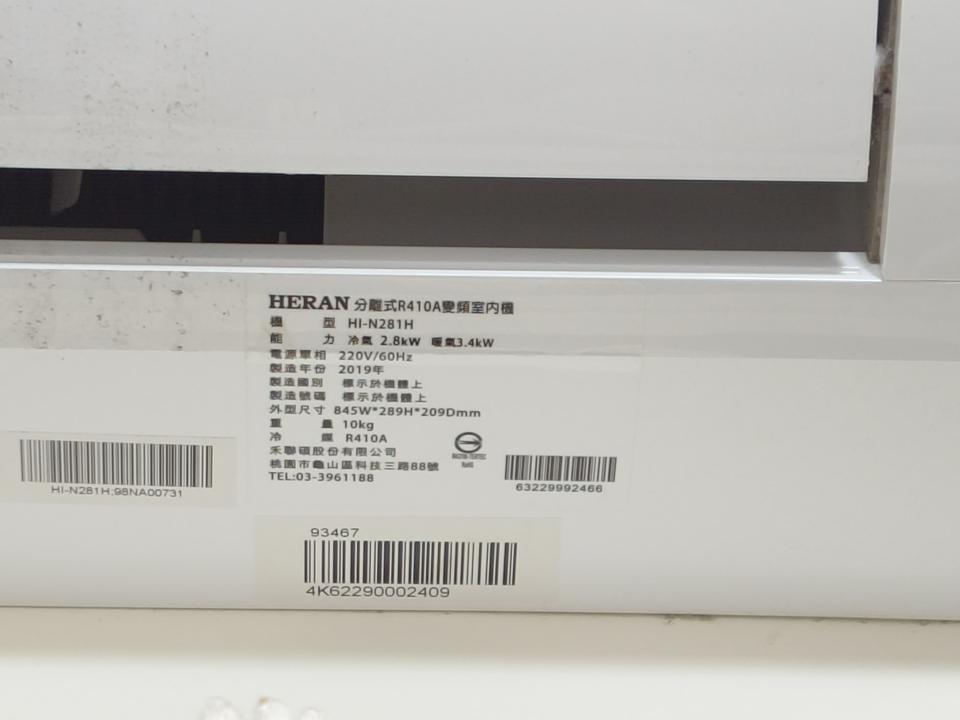 HERAN 分離式R410A變頻室內機
機 型 HI-N281H
能 力 冷氣 2.8kW 暖氣3.4kW
電源單相 220V/60Hz
製造年份 2019年
製造國別 標示於機體上
製造號碼 標示於機體上
外型尺寸 845W*289H*209Dmm
重 量 10kg
冷 媒 R410A
禾聯碩股份有限公司
桃園市龜山區科技三路88號
TEL:03-3961188
RoHS
63229992466
HI-N281H;98NA00731
93467
4K62290002409